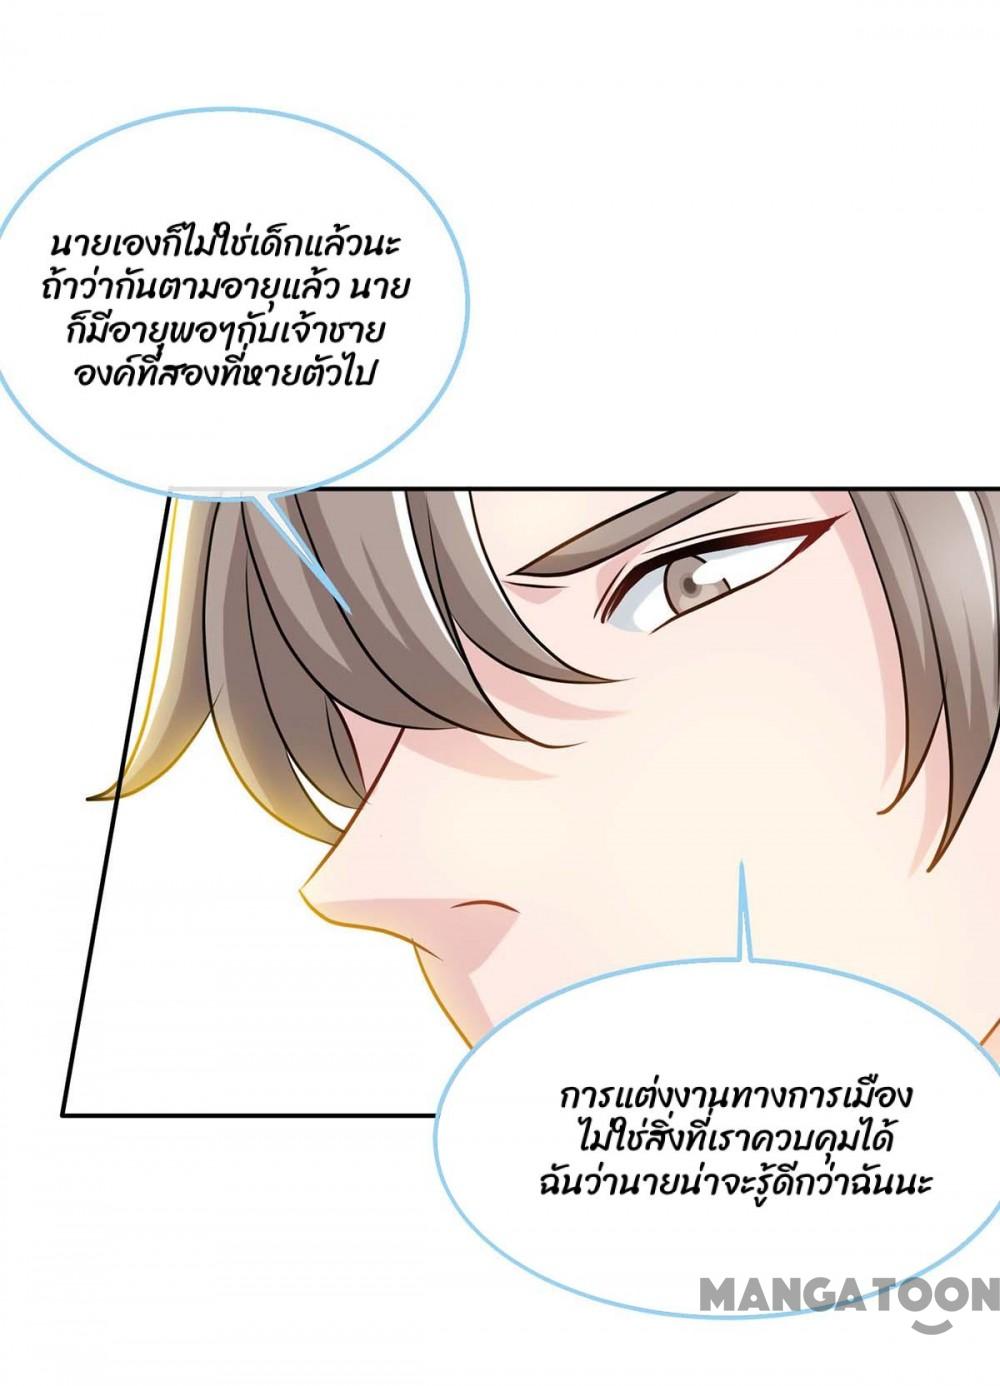 นายเองก็ไม่ใช่เด็กแล้วนะ
ถ้าว่ากันตามอายุแล้ว นาย
ก็มีอายุพอๆกับเจ้าชาย
องค์ที่สองที่หายตัวไป
การแต่งงานทางการเมือง
ไม่ใช่สิ่งที่เราควบคุมได้
ฉันว่านายน่าจะรู้ดีกว่าฉันนะ
MANGATOON